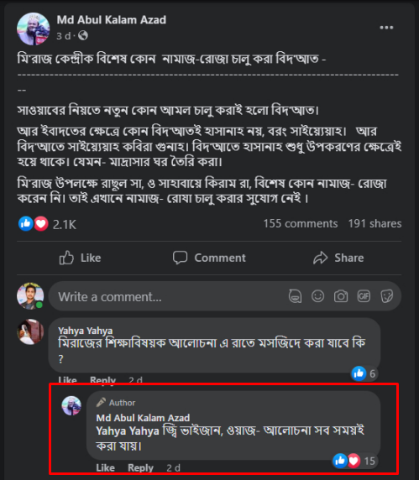 Md Abul Kalam Azad
3 d ·
মি'রাজ কেন্দ্রীক বিশেষ কোন নামাজ-রোজা চালু করা বিদ'আত -
--------------------------------------------------------------------------------
--
সাওয়াবের নিয়তে নতুন কোন আমল চালু করাই হলো বিদ'আত।
আর ইবাদতের ক্ষেত্রে কোন বিদ'আতই হাসানাহ নয়, বরং সাইয়্যেয়াহ। আর
বিদ'আতে সাইয়্যেয়াহ কবিরা গুনাহ। বিদ'আতে হাসানাহ শুধু উপকরণের ক্ষেত্রেই
হয়ে থাকে। যেমন- মাদ্রাসার ঘর তৈরি করা।
মি'রাজ উপলক্ষে রাছুল সা, ও সাহাবায়ে কিরাম রা, বিশেষ কোন নামাজ- রোজা
করেন নি। তাই এখানে নামাজ- রোযা চালু করার সুযোগ নেই ।
2.1K
155 comments 191 shares
Like Comment Share
Write a comment...
Yahya Yahya
মিরাজের শিক্ষাবিষয়ক আলোচনা এ রাতে মসজিদে করা যাবে কি
?
6
Like Reply 2 d
Author
Md Abul Kalam Azad
Yahya Yahya জ্বি ভাইজান, ওয়াজ- আলোচনা সব সময়ই
করা যায়।
15
Like Reply 2 d